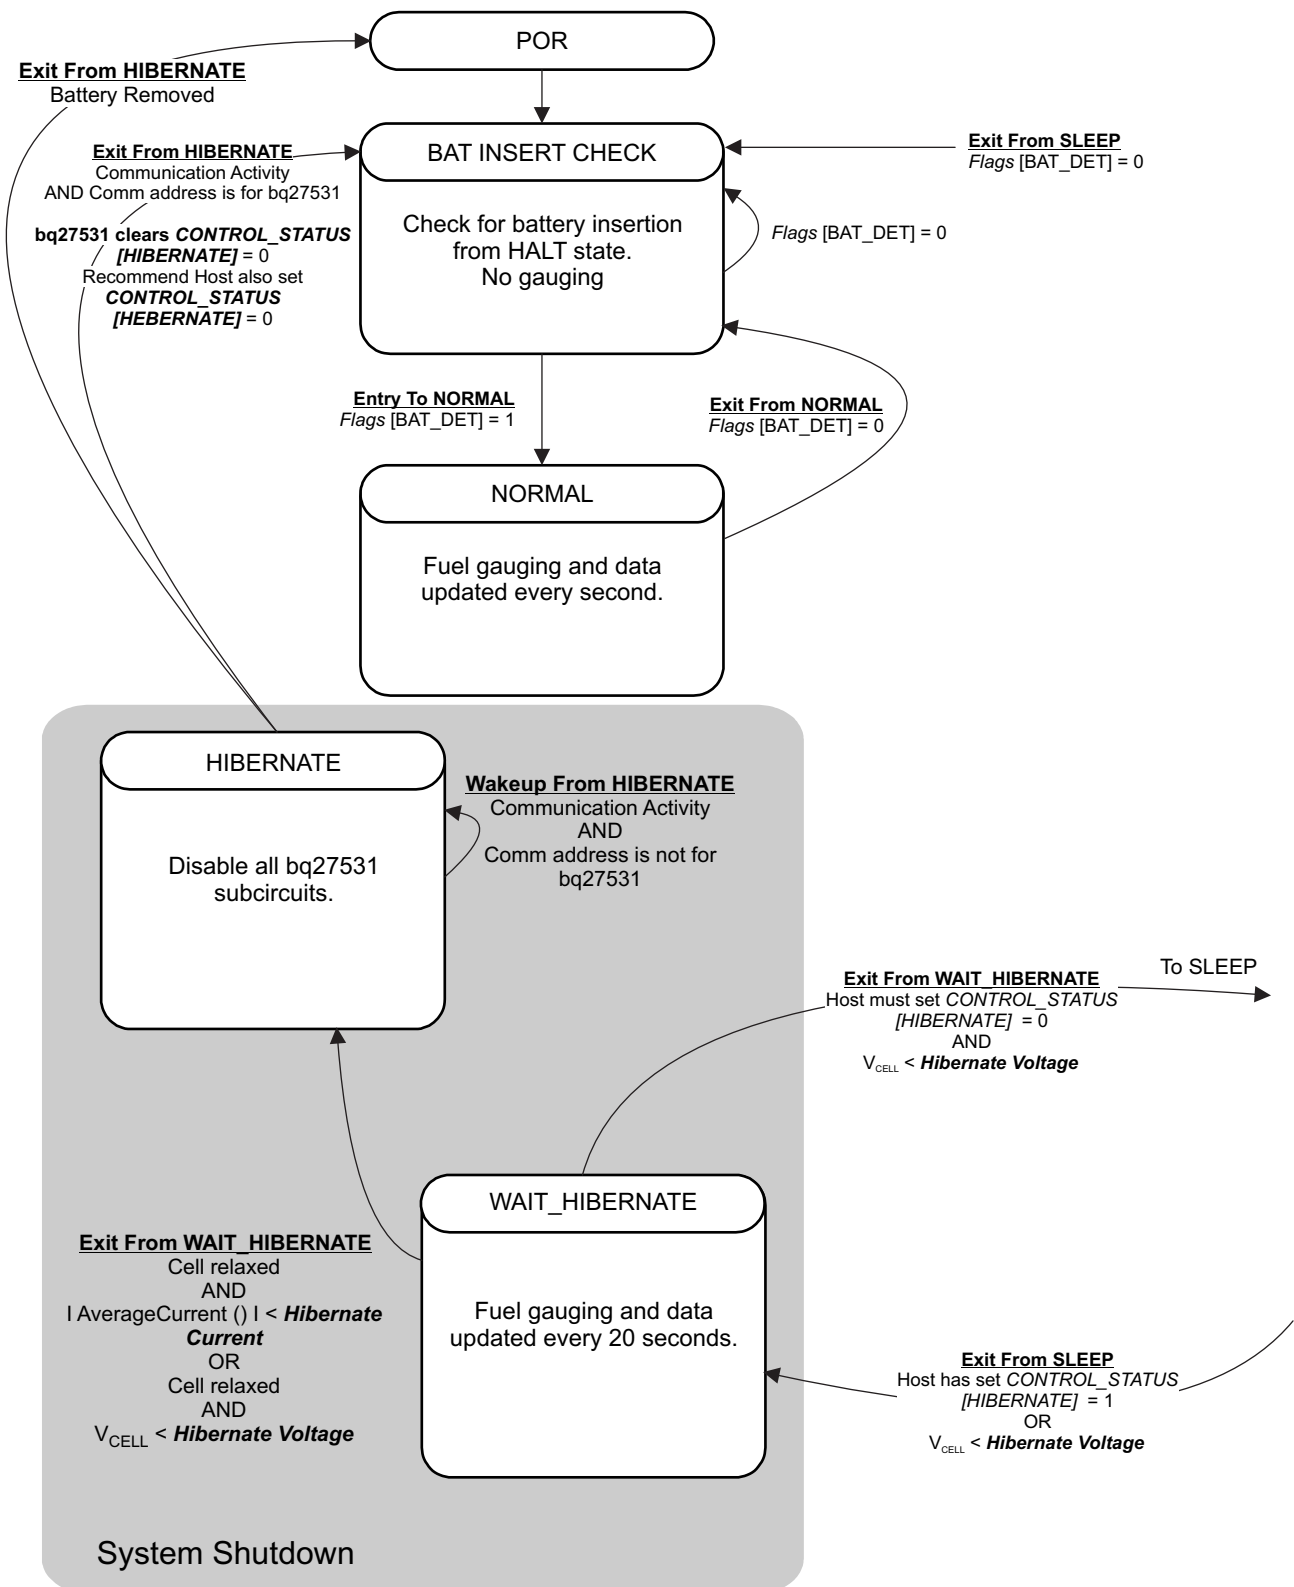 POR
Exit From HIBERNATE
Battery Removed
Exit From HIBERNATE
Communication Activity
AND Comm address is for bq27531
bq27531 clears CONTROL_STATUS
[HIBERNATE] = 0
Recommend Host also set
CONTROL_STATUS
[HEBERNATE] = 0
BAT INSERT CHECK
Check for battery insertion
from HALT state.
No gauging
Exit From SLEEP
Flags [BAT_DET] = 0
Flags [BAT_DET] = 0
Entry To NORMAL
Flags [BAT_DET] = 1
Exit From NORMAL
Flags [BAT_DET] = 0
NORMAL
Fuel gauging and data
updated every second.
HIBERNATE
Disable all bq27531
subcircuits.
Wakeup From HIBERNATE
Communication Activity
AND
Comm address is not for
bq27531
Exit From WAIT_HIBERNATE
Host must set CONTROL_STATUS
[HIBERNATE] = 0
AND
VCELL < Hibernate Voltage
To SLEEP
WAIT_HIBERNATE
Fuel gauging and data
updated every 20 seconds.
Exit From WAIT_HIBERNATE
Cell relaxed
AND
I AverageCurrent () I < Hibernate
Current
OR
Cell relaxed
AND
VCELL < Hibernate Voltage
Exit From SLEEP
Host has set CONTROL_STATUS
[HIBERNATE] = 1
OR
VCELL < Hibernate Voltage
System Shutdown